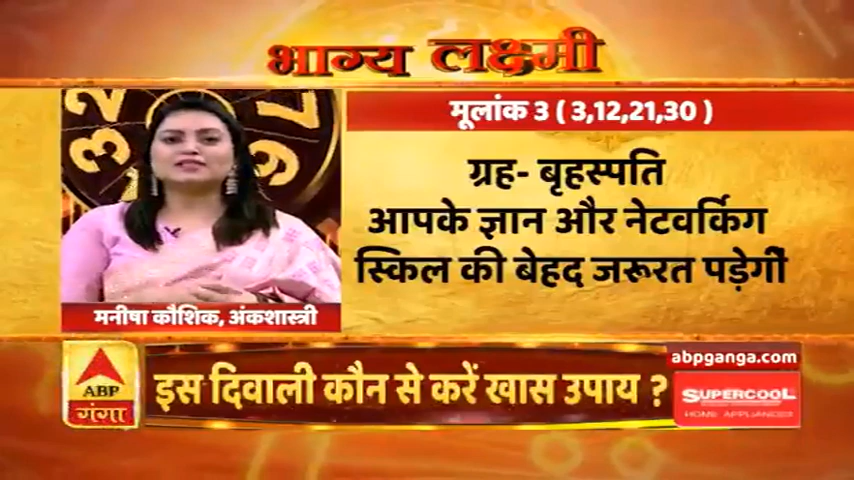 भाग्य लक्ष्मी
मूलांक 3 ( 3,12,21,30 )
ग्रह- बृहस्पति
आपके ज्ञान और नेटवर्किंग
स्किल की बेहद जरूरत पड़ेगीं
मनीषा कौशिक, अंकशास्त्री
ABP
गंगा
इस दिवाली कौन से करें खास उपाय ?
abpganga.com
SUPERCOOL
HOME APPLIANCES